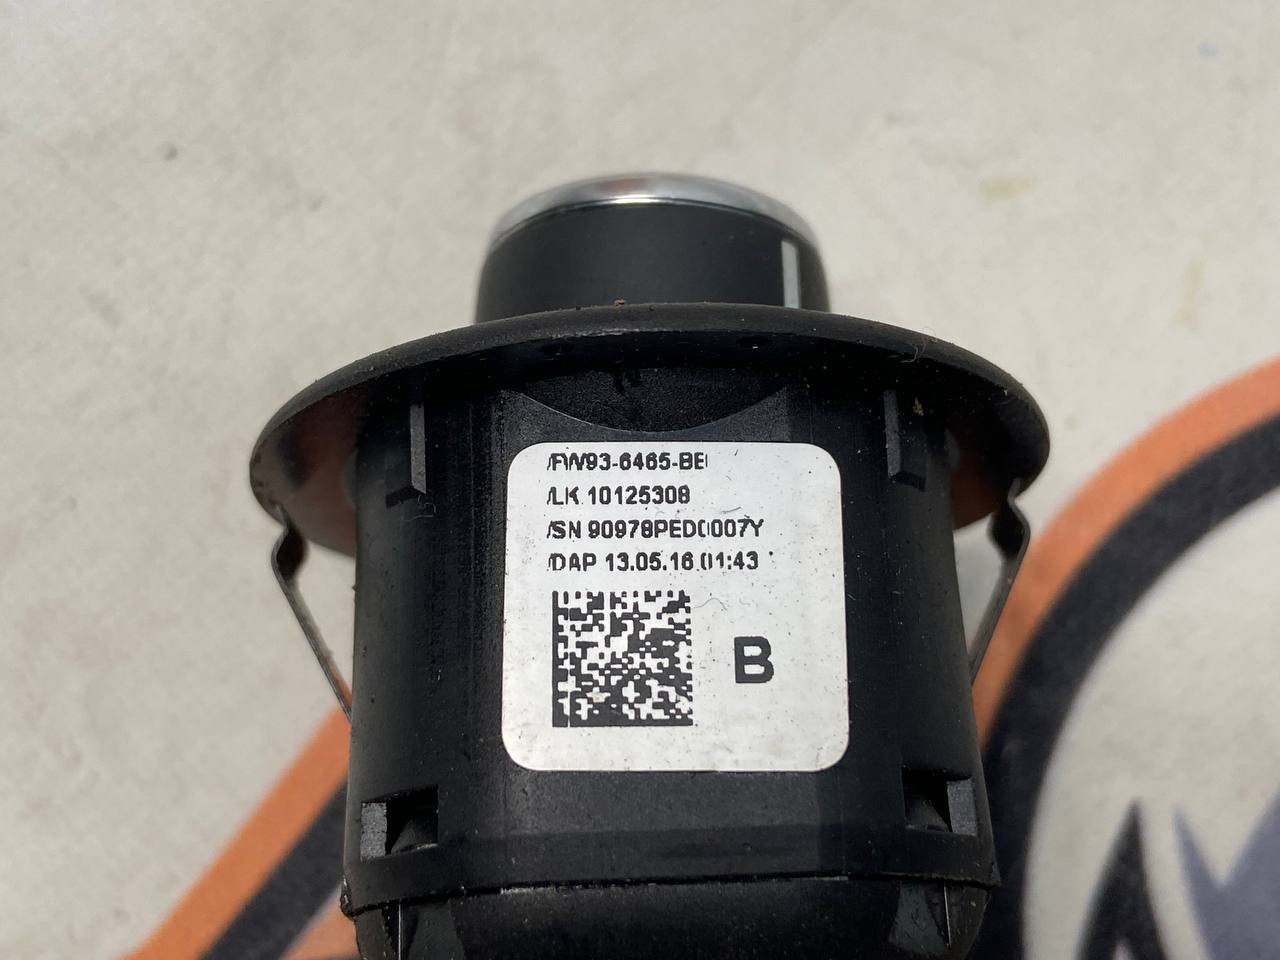 /FW93-6465-BE
/LK 10125308
/SN 90978PED0007Y
/DAP 13.05.16 01:43
B